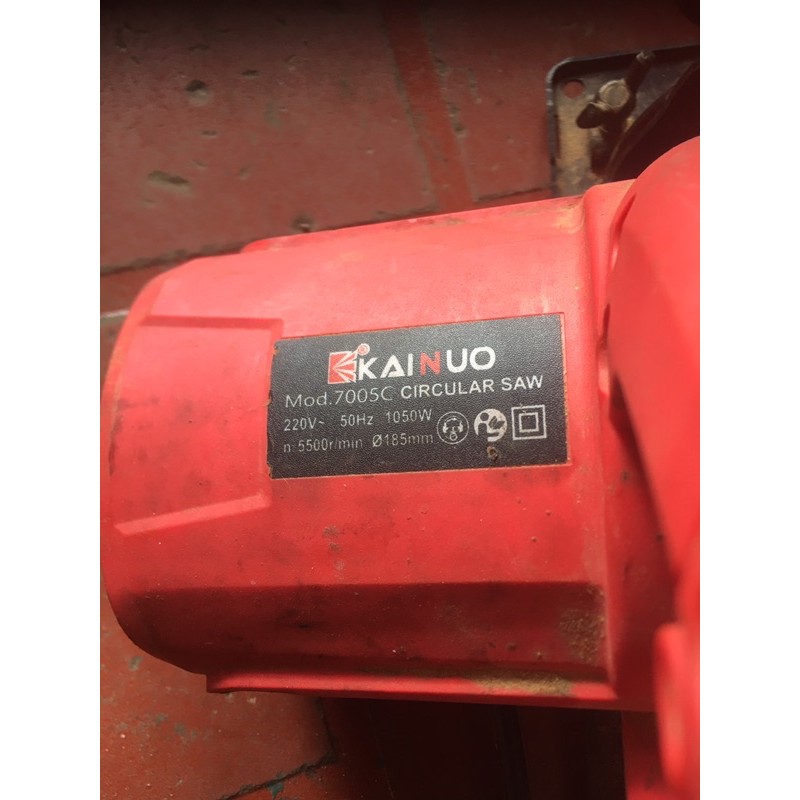 KAINUO
Mod.7005C CIRCULAR SAW
220V~ 50Hz 1050W
n:5500r/min Ø185mm